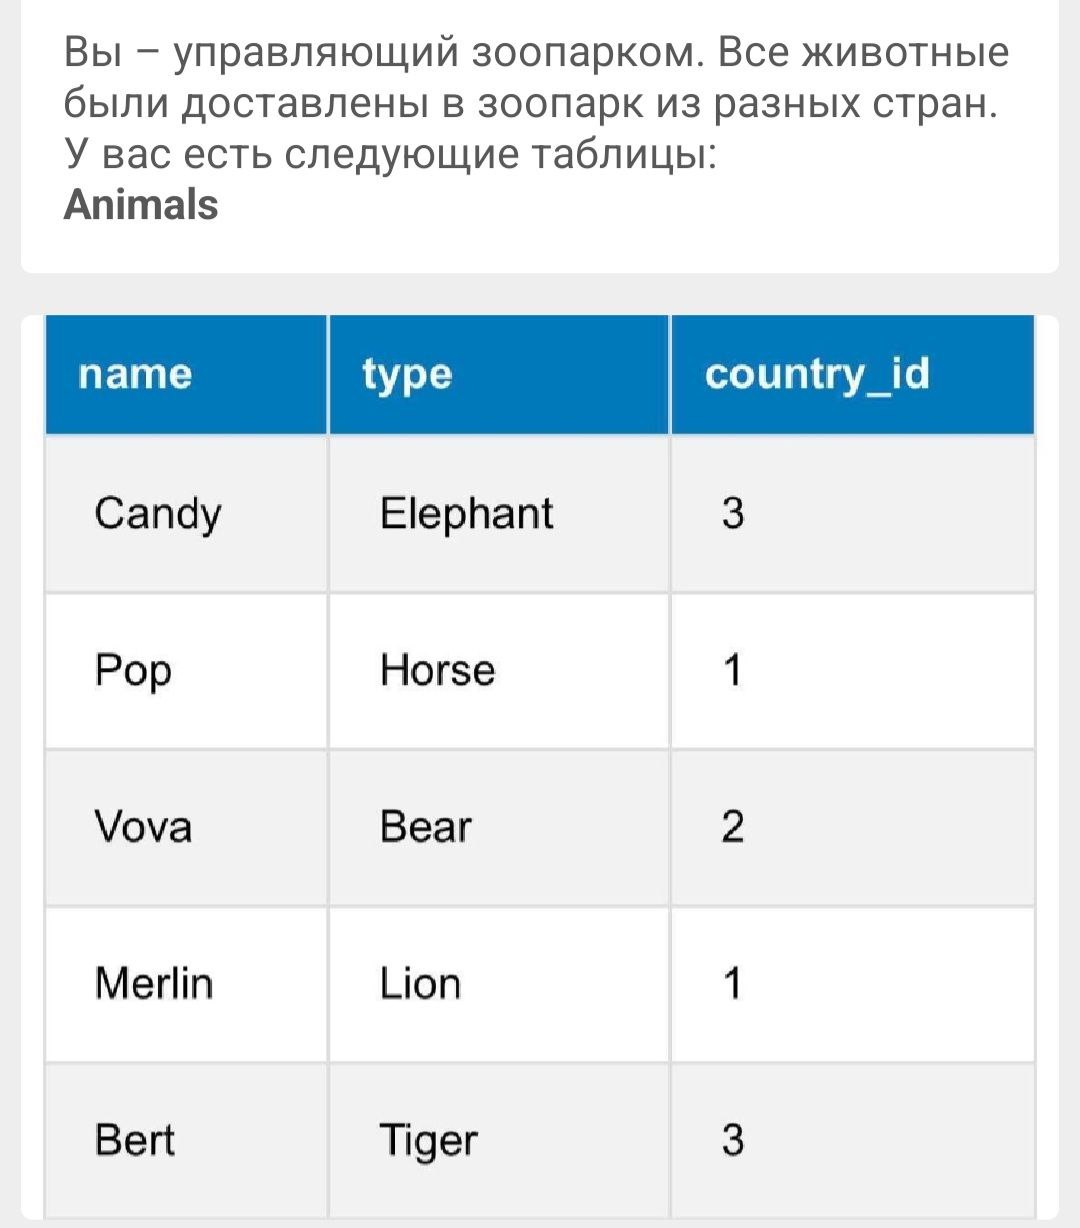 Вы – управляющий зоопарком. Все животные
были доставлены в зоопарк из разных стран.
У вас есть следующие таблицы:
Animals
name type country_id
Candy Elephant 3
Pop Horse 1
Vova Bear 2
Merlin Lion 1
Bert Tiger 3